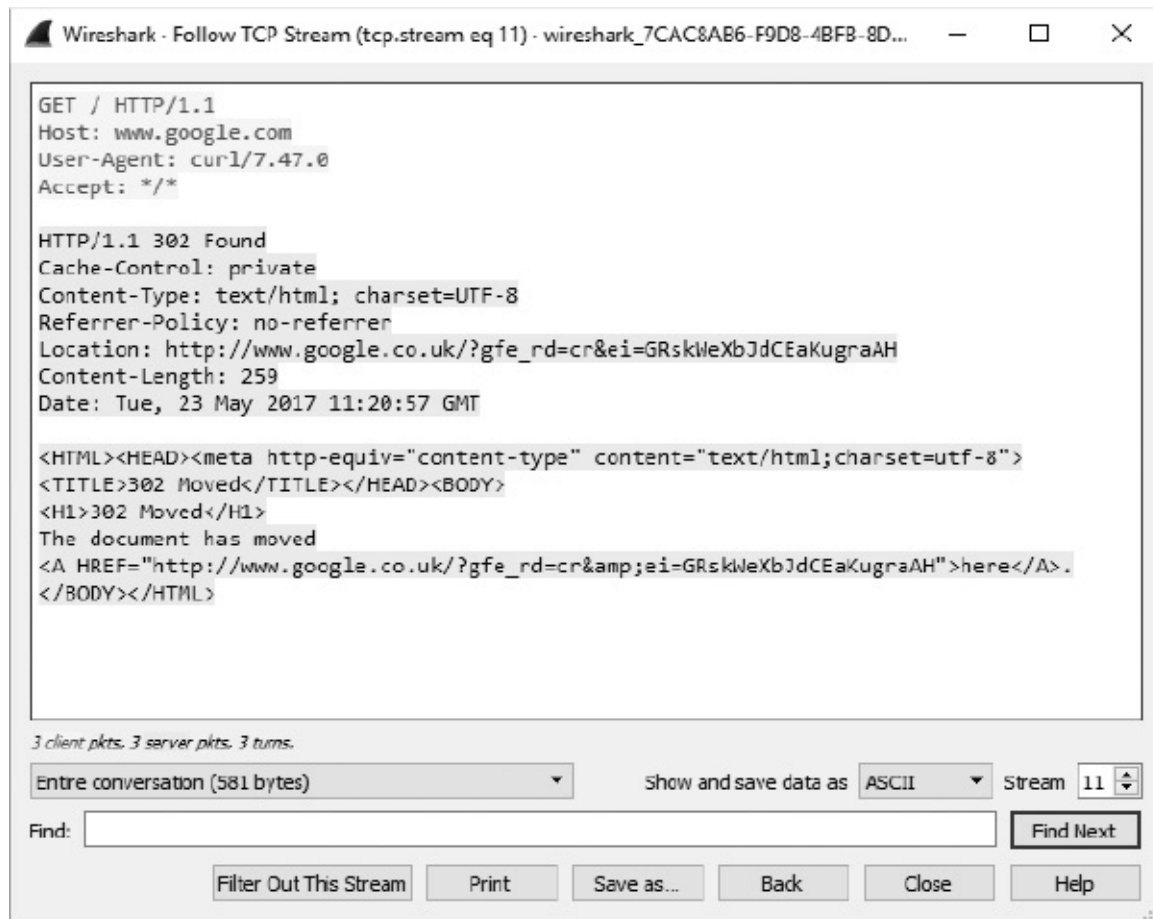 Wireshark - Follow TCP Stream (tcp.stream eq 11) - wireshark_7CAC8AB6-F9D8-4BFB-8D...
GET / HTTP/1.1
Host: www.google.com
User-Agent: curl/7.47.0
Accept: */*
HTTP/1.1 302 Found
Cache-Control: private
Content-Type: text/html; charset=UTF-8
Referrer-Policy: no-referrer
Location: http://www.google.co.uk/?gfe_rd=cr&ei=GRskWeXbJdCEaKugraAH
Content-Length: 259
Date: Tue, 23 May 2017 11:20:57 GMT
<HTML><HEAD><meta http-equiv="content-type" content="text/html;charset=utf-8">
<TITLE>302 Moved</TITLE></HEAD><BODY>
<H1>302 Moved</H1>
The document has moved
<A HREF="http://www.google.co.uk/?gfe_rd=cr&amp;ei=GRskWeXbJdCEaKugraAH">here</A>.
</BODY></HTML>
3 client pkts, 3 server pkts, 3 turns.
Entire conversation (581 bytes) Show and save data as ASCII Stream 11
Find: Find Next
Filter Out This Stream Print Save as... Back Close Help